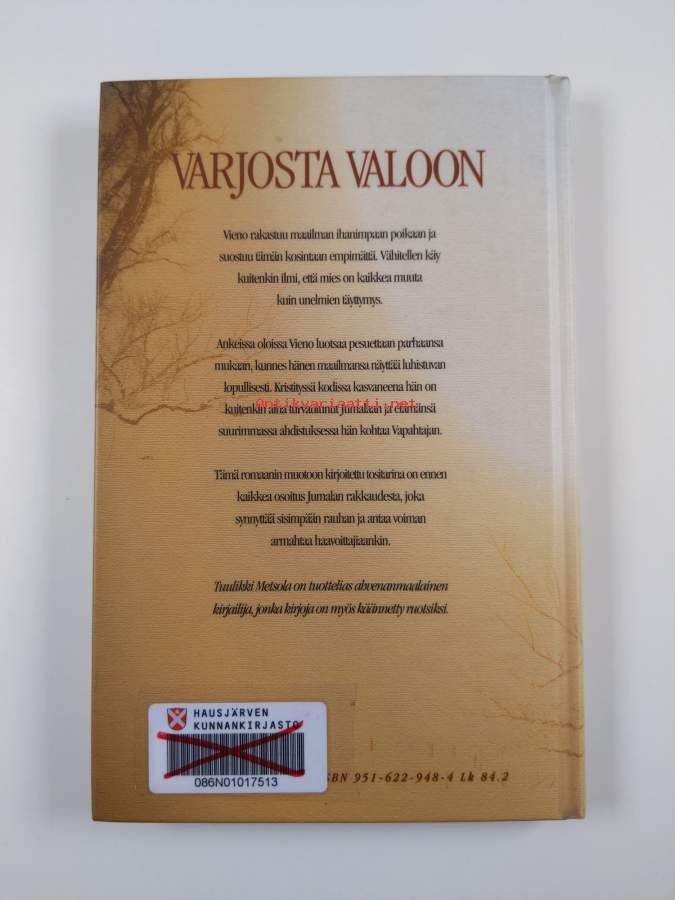 VARJOSTA VALOON
Vieno rakastuu maailman ihanimpaan poikaan ja
suostuu tämän kosintaan empimättä. Vähitellen käy
kuitenkin ilmi, että mies on kaikkea muuta
kuin unelmien täyttymys.
Ankeissa oloissa Vieno luotsaa pesuettaan parhaansa
mukaan, kunnes hänen maailmansa näyttää luhistuvan
lopullisesti. Kristityssä kodissa kasvaneena hän on
Antikvariaatti.net
kuitenkin aina turvautunut Jumalaan ja elämänsä
suurimmassa ahdistuksessa hän kohtaa Vapahtajan.
Tämä romaanin muotoon kirjoitettu tositarina on ennen
kaikkea osoitus Jumalan rakkaudesta, joka
synnyttää sisimpään rauhan ja antaa voiman
armahtaa haavoittajiaankin.
Tuulikki Metsola on tuottelias ahvenanmaalainen
kirjailija, jonka kirjoja on myös käännetty ruotsiksi.
HAUSJÄRVEN
KUNNANKIRJASTO
086N01017513
ISBN 951-622-948-4 Lk 84.2